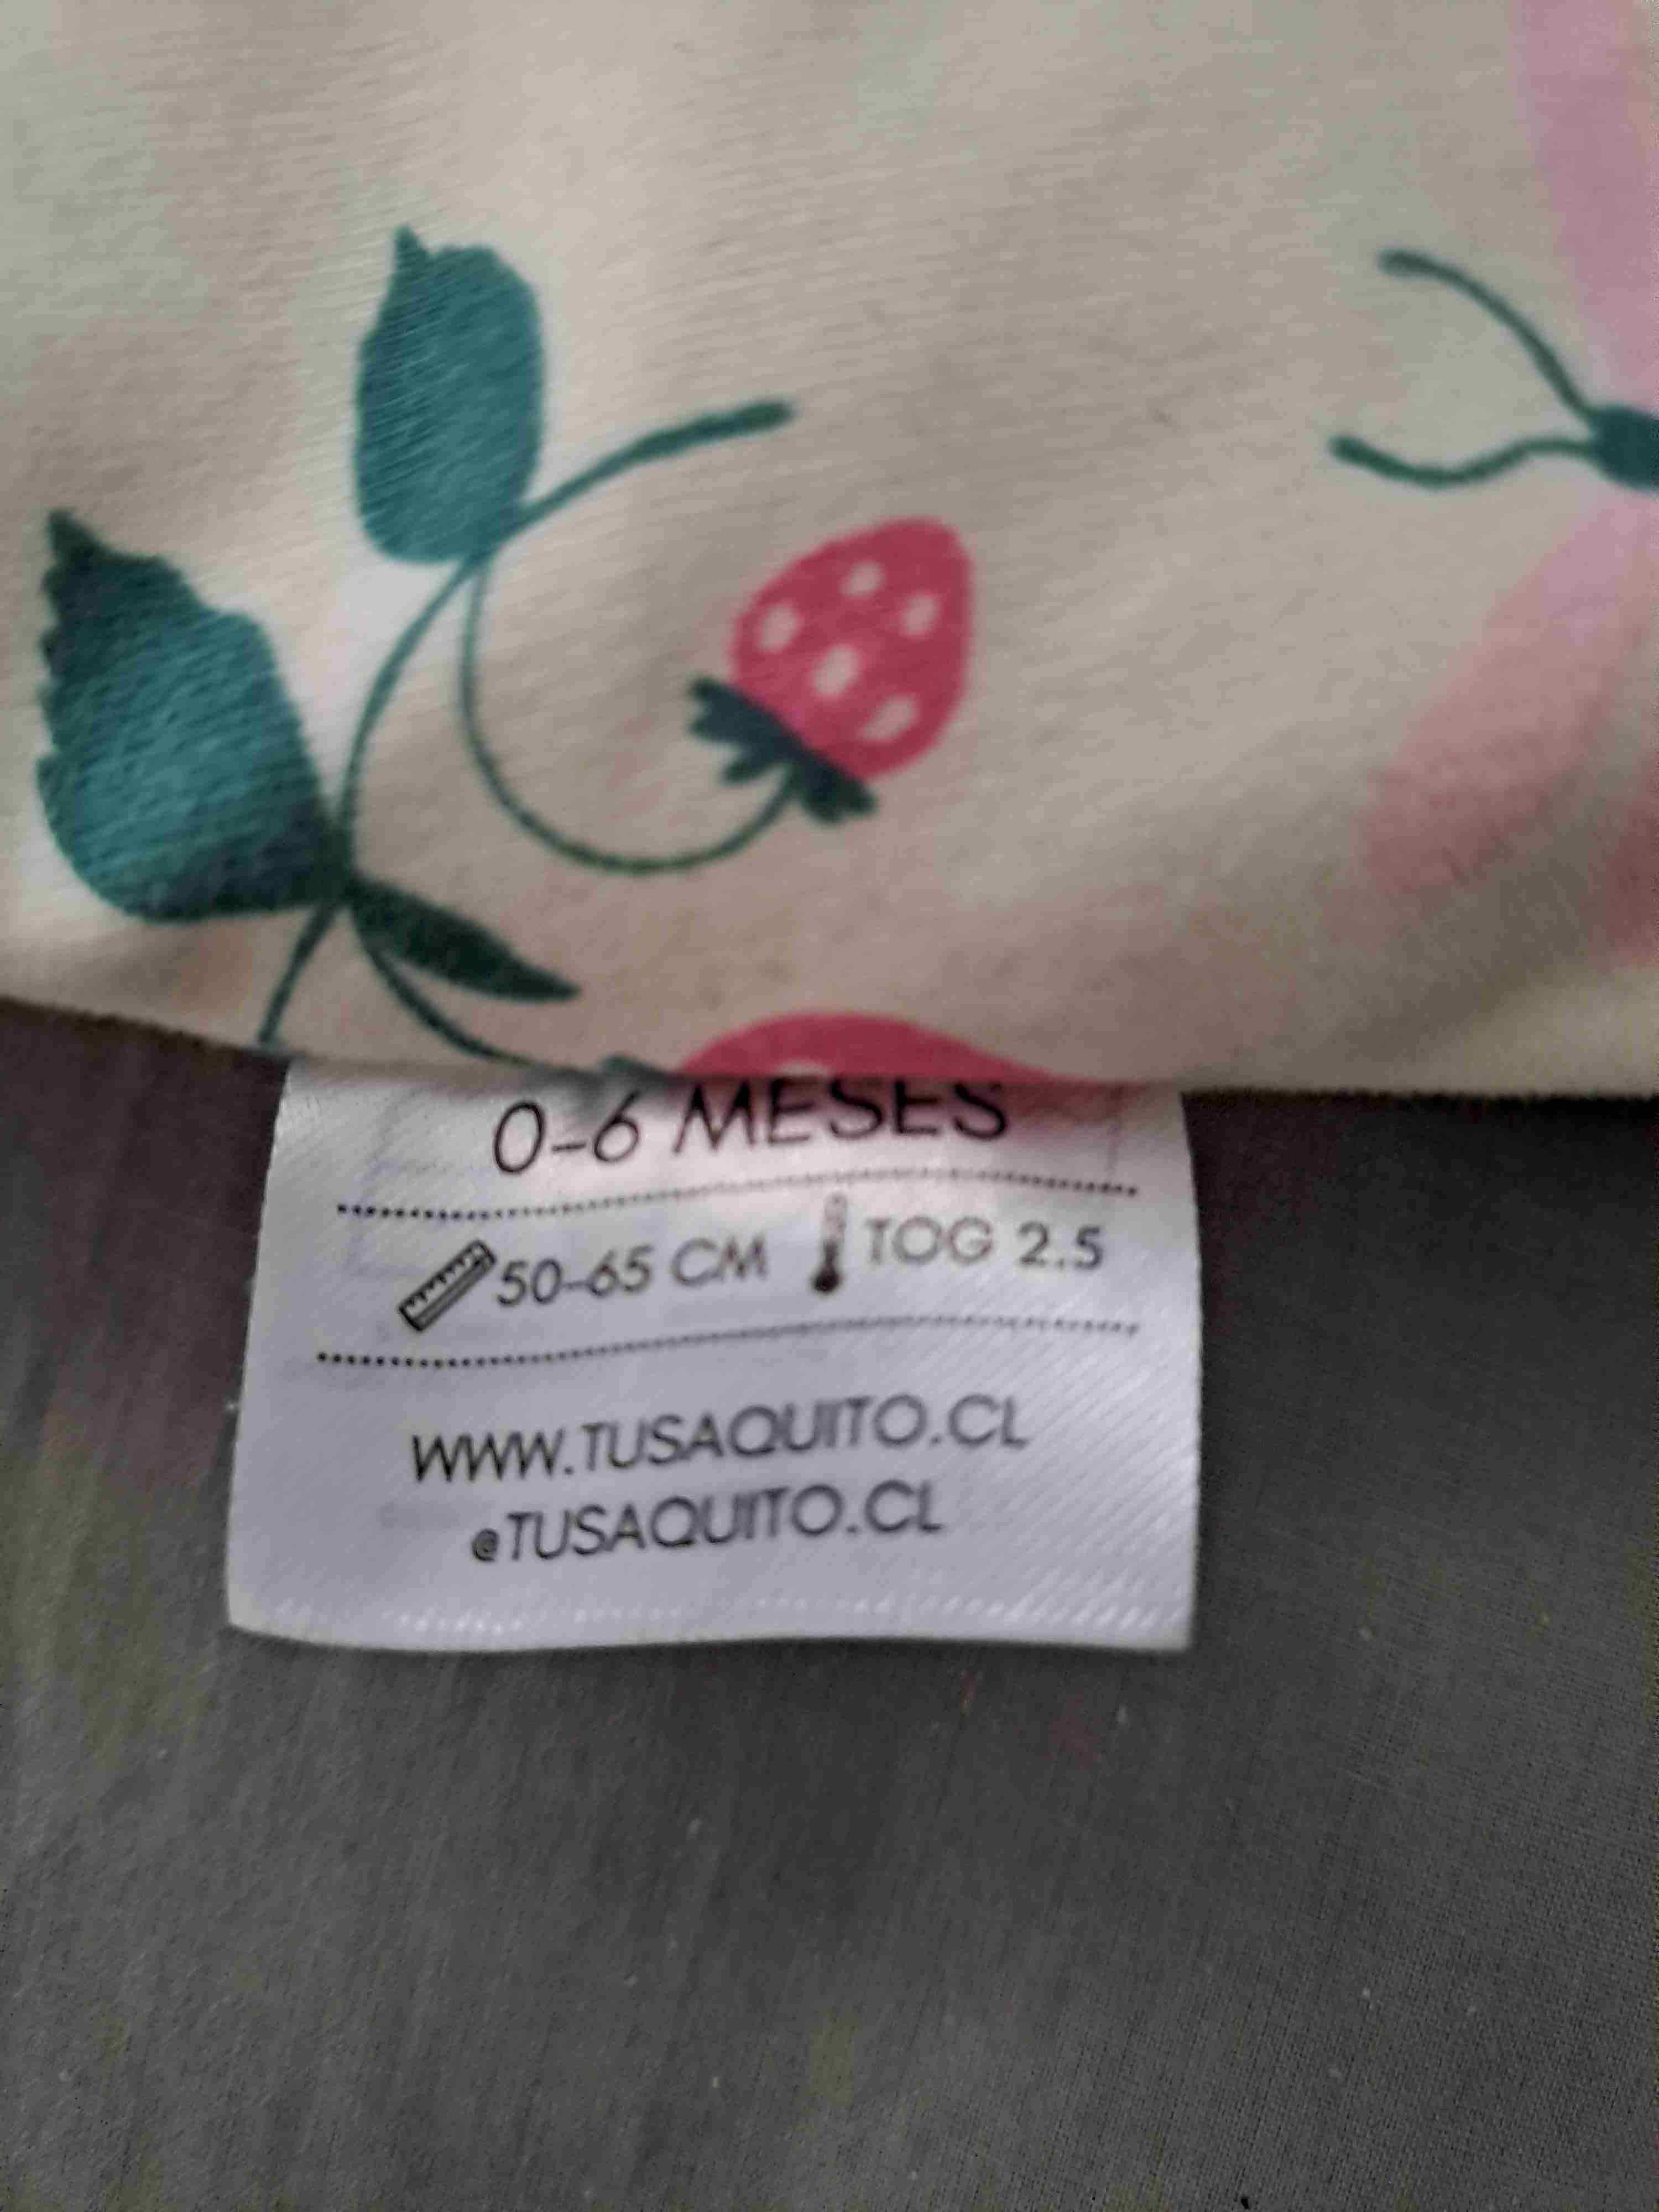 0-6 MESES
50-65 CM TOG 2.5
WWW.TUSAQUITO.CL
@TUSAQUITO.CL